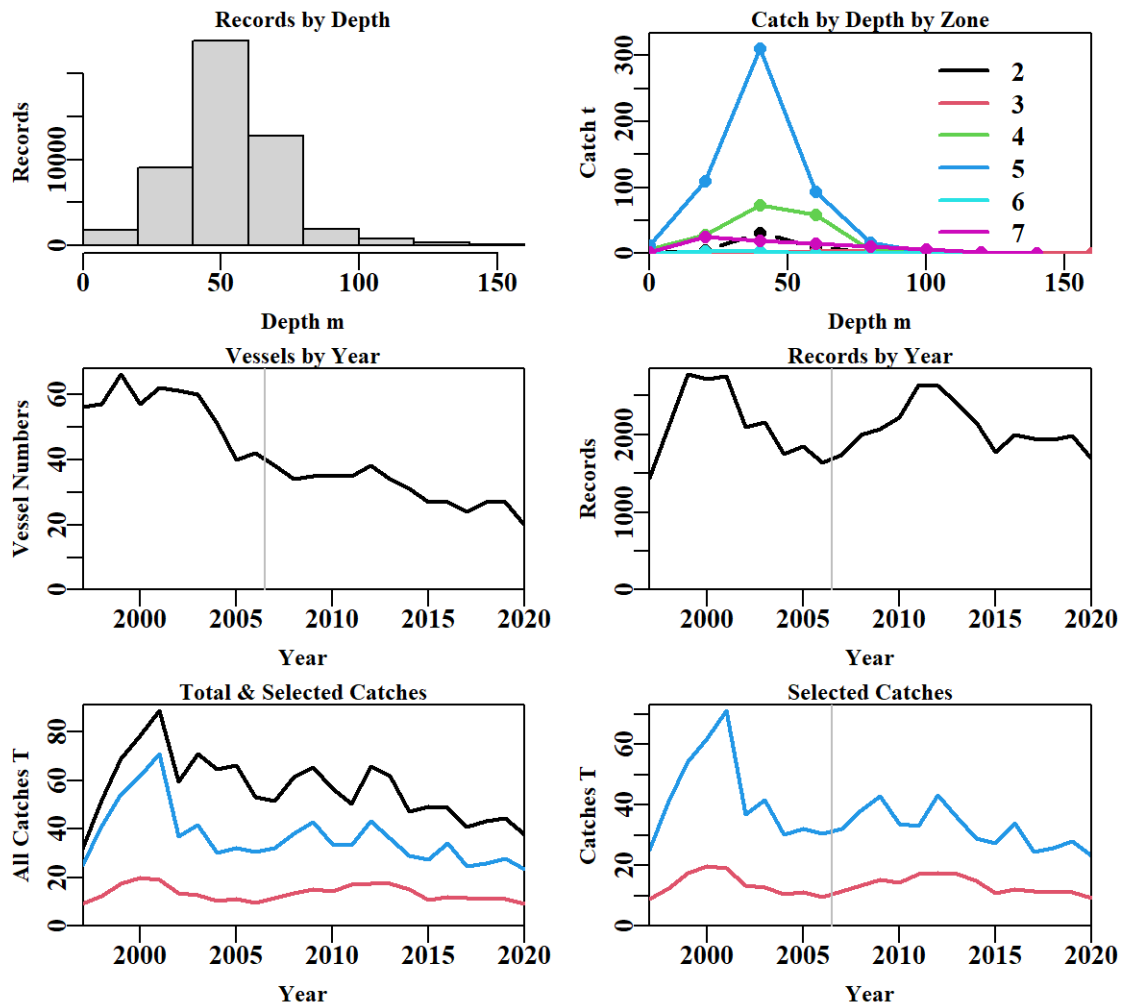 Records by Depth
Records
0 10000
0 50 100 150
Depth m
Catch by Depth by Zone
Catch t
0 100 200 300
2
3
4
5
6
7
0 50 100 150
Depth m
Vessels by Year
Vessel Numbers
0 20 40 60
2000 2005 2010 2015 2020
Year
Records by Year
Records
0 1000 2000
2000 2005 2010 2015 2020
Year
Total & Selected Catches
All Catches T
0 20 40 60 80
2000 2005 2010 2015 2020
Year
Selected Catches
Catches T
0 20 40 60
2000 2005 2010 2015 2020
Year